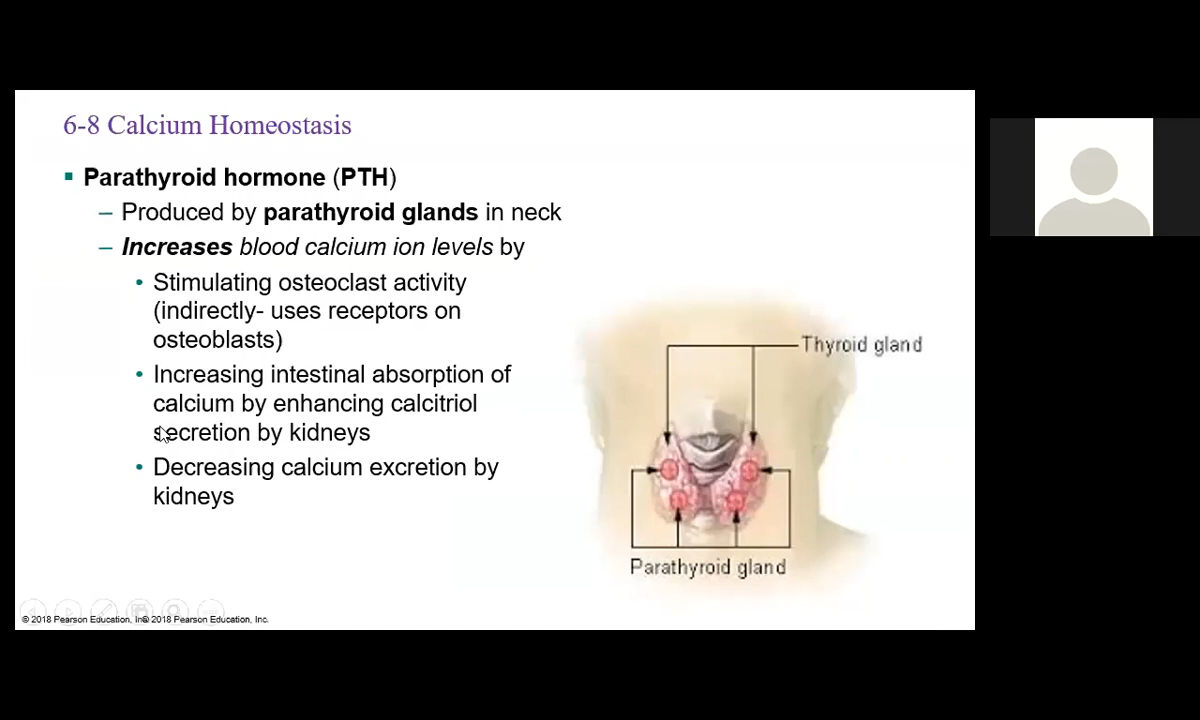 6-8 Calcium Homeostasis
▪ Parathyroid hormone (PTH)
– Produced by parathyroid glands in neck
– Increases blood calcium ion levels by
• Stimulating osteoclast activity
(indirectly- uses receptors on
osteoblasts)
• Increasing intestinal absorption of
calcium by enhancing calcitriol
secretion by kidneys
• Decreasing calcium excretion by
kidneys
Thyroid gland
Parathyroid gland
© 2018 Pearson Education, In
© 2018 Pearson Education, Inc.